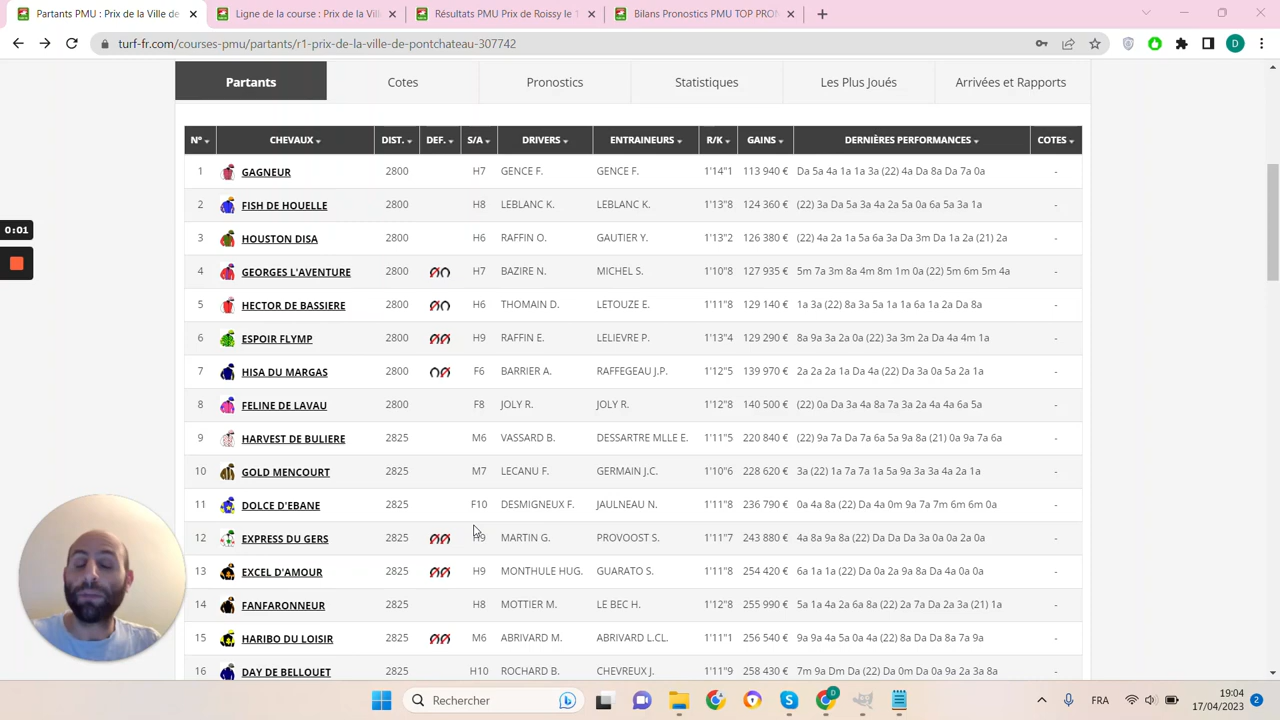 Partants PMU : Prix de la Ville de
Ligne de la course : Prix de la Ville
Résultats PMU Prix de Roissy le 1
Bilans Pronostics PMU TOP PRO
turf-fr.com/courses-pmu/partants/r1-prix-de-la-ville-de-pontchateau-307742
Partants Cotes Pronostics Statistiques Les Plus Joués Arrivées et Rapports
N° CHEVAUX DIST. DEF. S/A DRIVERS ENTRAINEURS R/K GAINS DERNIÈRES PERFORMANCES COTES
1 GAGNEUR 2800 H7 GENCE F. GENCE F. 1'14"1 113 940 € Da 5a 4a 1a 1a 3a (22) 4a Da 8a Da 7a 0a -
2 FISH DE HOUELLE 2800 H8 LEBLANC K. LEBLANC K. 1'13"8 124 360 € (22) 3a Da 5a 3a 4a 2a 5a 0a 6a 5a 3a 1a -
3 HOUSTON DISA 2800 H6 RAFFIN O. GAUTIER Y. 1'13"2 126 380 € (22) 4a 2a 1a 5a 6a 3a Da 3m Da 1a 2a (21) 2a -
4 GEORGES L'AVENTURE 2800 H7 BAZIRE N. MICHEL S. 1'10"8 127 935 € 5m 7a 3m 8a 4m 8m 1m 0a (22) 5m 6m 5m 4a -
5 HECTOR DE BASSIERE 2800 H6 THOMAIN D. LETOUZE E. 1'11"8 129 140 € 1a 3a (22) 8a 3a 5a 1a 1a 6a 1a 2a Da 8a -
6 ESPOIR FLYMP 2800 H9 RAFFIN E. LELIEVRE P. 1'13"4 129 290 € 8a 9a 3a 2a 0a (22) 3a 3m 2a Da 4a 4m 1a -
7 HISA DU MARGAS 2800 F6 BARRIER A. RAFFEGEAU J.P. 1'12"5 139 970 € 2a 2a 2a 1a Da 4a (22) Da 3a 0a 5a 2a 1a -
8 FELINE DE LAVAU 2800 F8 JOLY R. JOLY R. 1'12"8 140 500 € (22) 0a Da 3a 4a 8a 7a 3a 2a 4a 4a 6a 5a -
9 HARVEST DE BULIERE 2825 M6 VASSARD B. DESSARTRE MLLE E. 1'11"5 220 840 € (22) 9a 7a Da 7a 6a 5a 9a 8a (21) 0a 9a 7a 6a -
10 GOLD MENCOURT 2825 M7 LECANU F. GERMAIN J.C. 1'10"6 228 620 € 3a (22) 1a 7a 7a 1a 5a 9a 3a 3a 4a 2a 1a -
11 DOLCE D'EBANE 2825 F10 DESMIGNEUX F. JAULNEAU N. 1'11"8 236 790 € 0a 4a 8a (22) Da 4a 0m 9a 7a 7m 6m 6m 0a -
12 EXPRESS DU GERS 2825 H9 MARTIN G. PROVOOST S. 1'11"7 243 880 € 4a 8a 9a 8a (22) Da Da Da 3a 3a 0a 2a 0a -
13 EXCEL D'AMOUR 2825 H9 MONTHULE HUG. GUARATO S. 1'11"8 254 420 € 6a 1a 1a (22) Da 0a 2a 9a 8a Da 4a 0a 0a -
14 FANFARONNEUR 2825 H8 MOTTIER M. LE BEC H. 1'12"8 255 990 € 5a 1a 4a 2a 6a 8a (22) 2a 7a Da 2a 3a (21) 1a -
15 HARIBO DU LOISIR 2825 M6 ABRIVARD M. ABRIVARD L.CL. 1'11"1 256 540 € 9a 9a 4a 5a 0a 4a (22) 8a Da Da 8a 7a 9a -
16 DAY DE BELLOUET 2825 H10 ROCHARD B. CHEVREUX J. 1'11"9 258 430 € 7m 9a Dm Da (22) Da 0m Da 0a 9a 2a 3a 8a -
0:01
Rechercher
FRA
19:04
17/04/2023
2
D